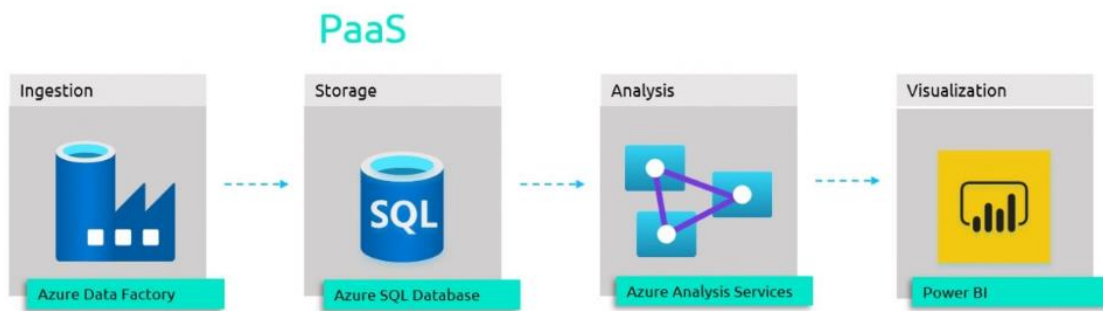 PaaS
Ingestion
Storage
Analysis
Visualization
SQL
Azure Data Factory
Azure SQL Database
Azure Analysis Services
Power BI